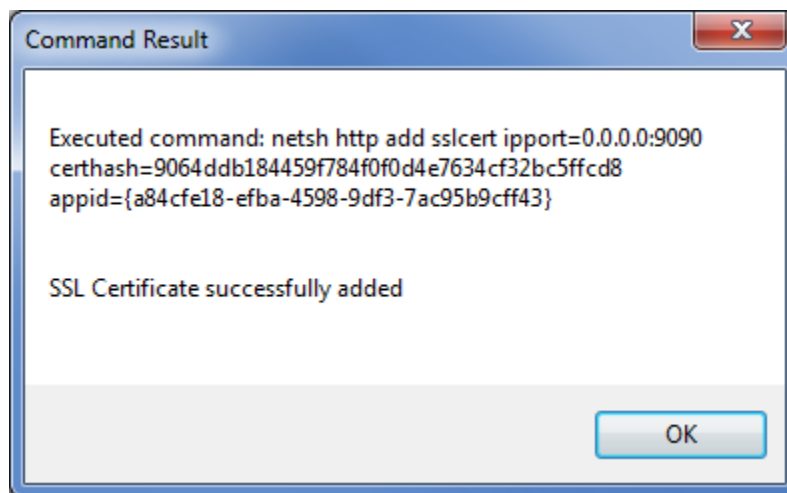 Command Result
Executed command: netsh http add sslcert ipport=0.0.0.0:9090
certhash=9064ddb184459f784f0f0d4e7634cf32bc5ffcd8
appid={a84cfe18-efba-4598-9df3-7ac95b9cff43}
SSL Certificate successfully added
OK